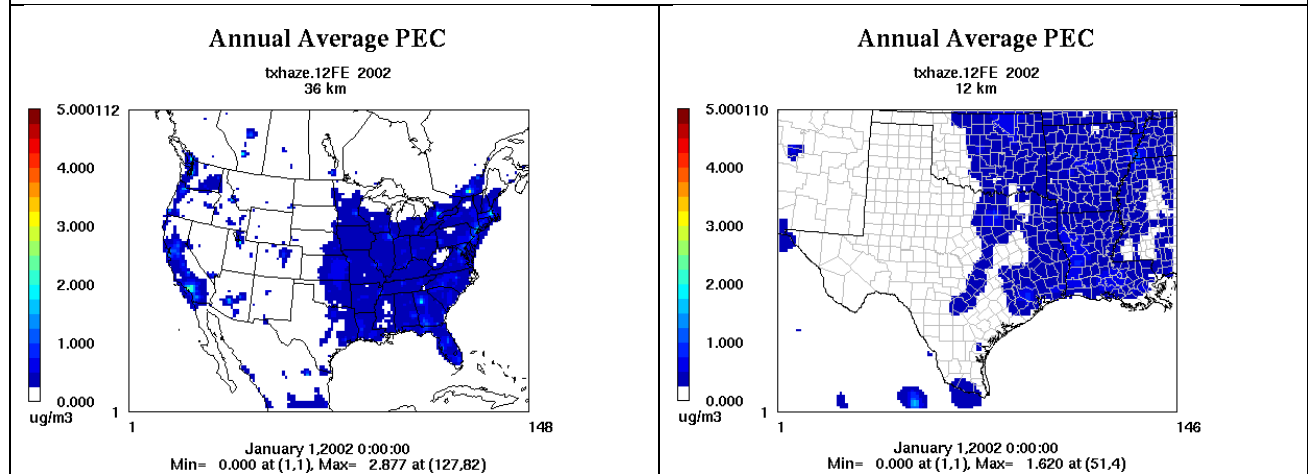 Annual Average PEC
txhaze.12FE 2002
36 km
5.000
112
4.000
3.000
2.000
1.000
0.000
ug/m3
1
1
148
January 1,2002 0:00:00
Min= 0.000 at (1,1), Max= 2.877 at (127,82)
Annual Average PEC
txhaze.12FE 2002
12 km
5.000
110
4.000
3.000
2.000
1.000
0.000
ug/m3
1
1
146
January 1,2002 0:00:00
Min= 0.000 at (1,1), Max= 1.620 at (51,4)